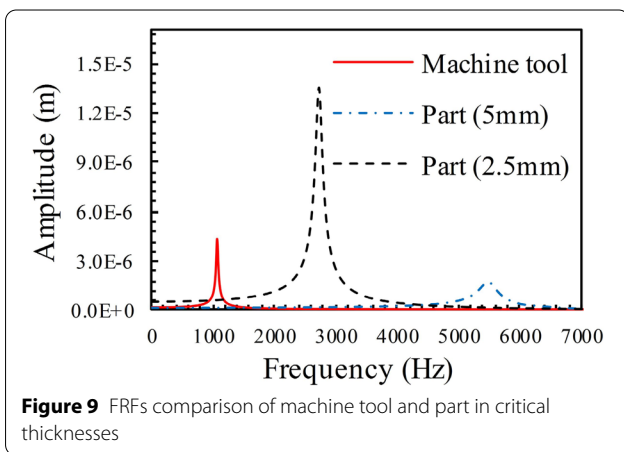 Amplitude (m)
1.5E-5
1.2E-5
9.0E-6
6.0E-6
3.0E-6
0.0E+0
Machine tool
Part (5mm)
Part (2.5mm)
0 1000 2000 3000 4000 5000 6000 7000
Frequency (Hz)
Figure 9 FRFs comparison of machine tool and part in critical
thicknesses